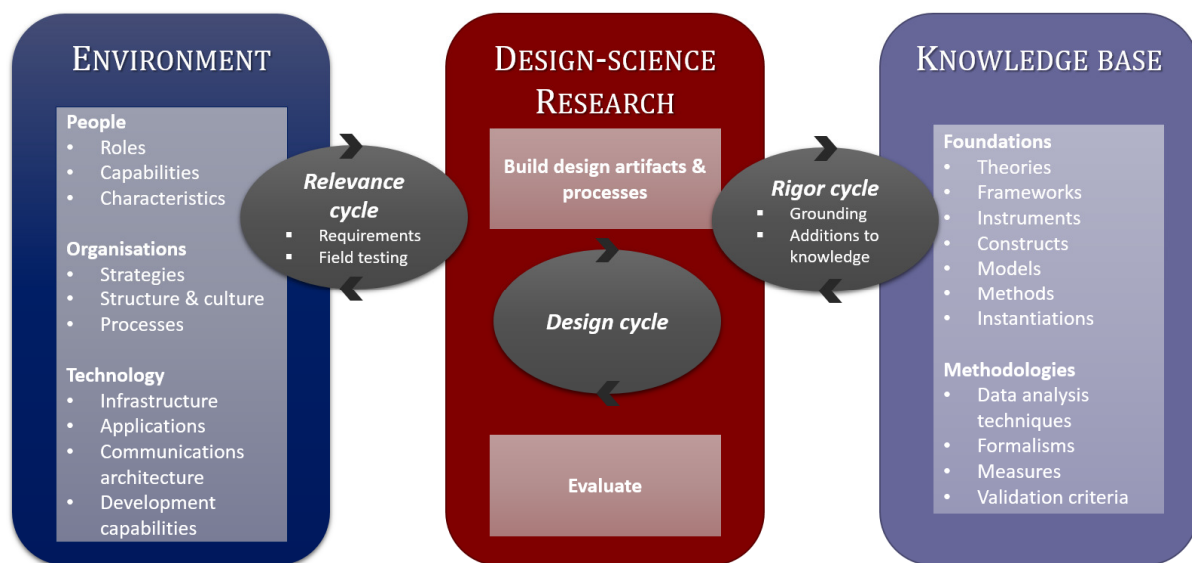 ENVIRONMENT
People
• Roles
• Capabilities
• Characteristics
Organisations
• Strategies
• Structure & culture
• Processes
Technology
• Infrastructure
• Applications
• Communications
architecture
• Development
capabilities
Relevance
cycle
▪ Requirements
▪ Field testing
DESIGN-SCIENCE
RESEARCH
Build design artifacts &
processes
Design cycle
Evaluate
Rigor cycle
▪ Grounding
▪ Additions to
knowledge
KNOWLEDGE BASE
Foundations
• Theories
• Frameworks
• Instruments
• Constructs
• Models
• Methods
• Instantiations
Methodologies
• Data analysis
techniques
• Formalisms
• Measures
• Validation criteria